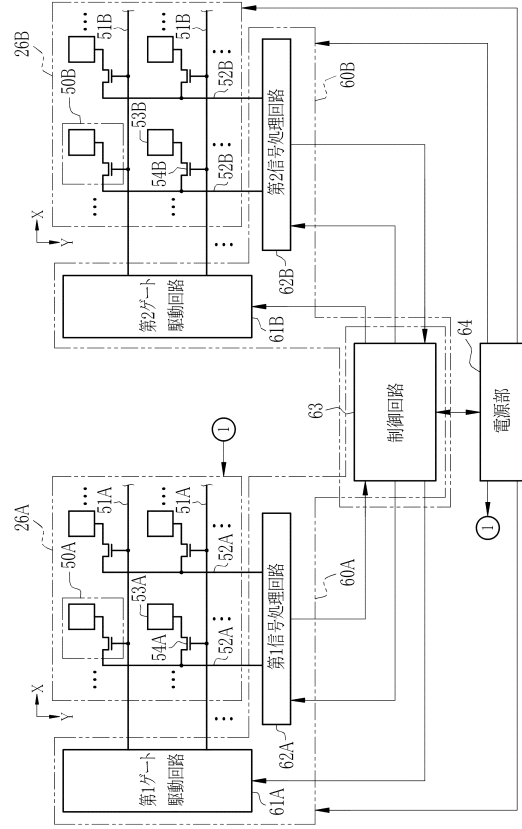 26A
26B
X
Y
50A
51A
X
Y
50B
51B
53A
53B
54A
51A
54B
51B
52A
52A
52B
52B
第1ゲート
駆動回路
第2ゲート
駆動回路
1
61A
62A
第1信号処理回路
61B
62B
第2信号処理回路
60A
63
60B
制御回路
64
1
電源部